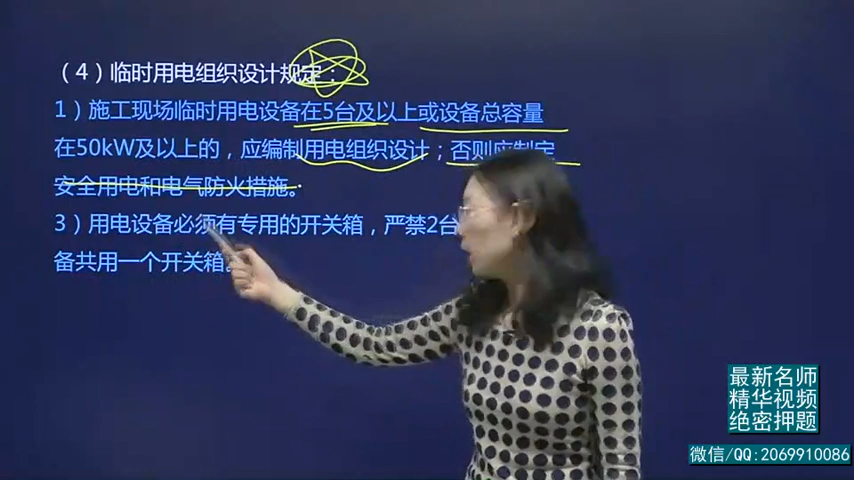 （4）临时用电组织设计规定：
1）施工现场临时用电设备在5台及以上或设备总容量
在50kW及以上的，应编制用电组织设计；否则应制定
安全用电和电气防火措施。
3）用电设备必须有专用的开关箱，严禁2台
备共用一个开关箱。
最新名师
精华视频
绝密押题
微信/QQ:2069910086